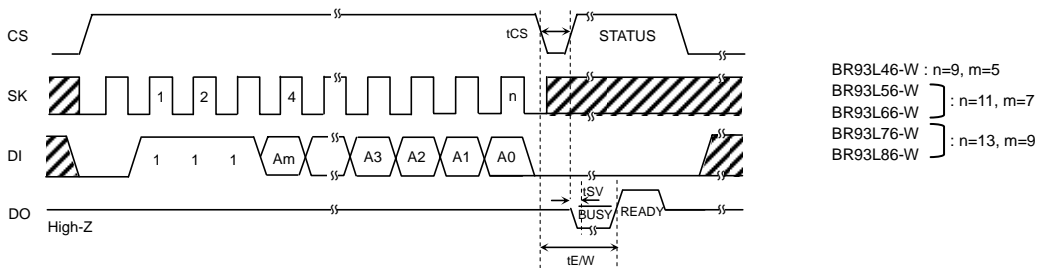 CS
tCS
STATUS
SK
1 2 4 n
DI
1 1 1 Am A3 A2 A1 A0
tSV
DO
BUSY READY
High-Z
tE/W
BR93L46-W : n=9, m=5
BR93L56-W
BR93L66-W
: n=11, m=7
BR93L76-W
BR93L86-W
: n=13, m=9